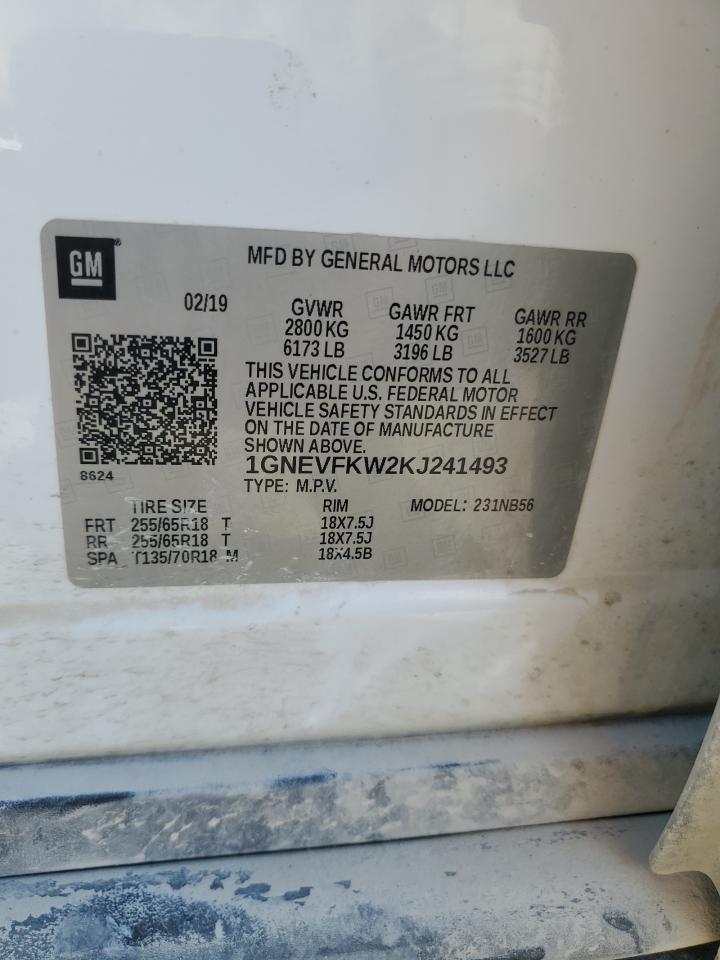 GM ®
MFD BY GENERAL MOTORS LLC
02/19 GVWR GAWR FRT GAWR RR
2800 KG 1450 KG 1600 KG
6173 LB 3196 LB 3527 LB
THIS VEHICLE CONFORMS TO ALL
APPLICABLE U.S. FEDERAL MOTOR
VEHICLE SAFETY STANDARDS IN EFFECT
ON THE DATE OF MANUFACTURE
SHOWN ABOVE.
1GNEVFKW2KJ241493
8624
TYPE: M.P.V.
TIRE SIZE RIM MODEL: 231NB56
FRT 255/65R18 T 18X7.5J
RR 255/65R18 T 18X7.5J
SPA T135/70R18 M 18X4.5B